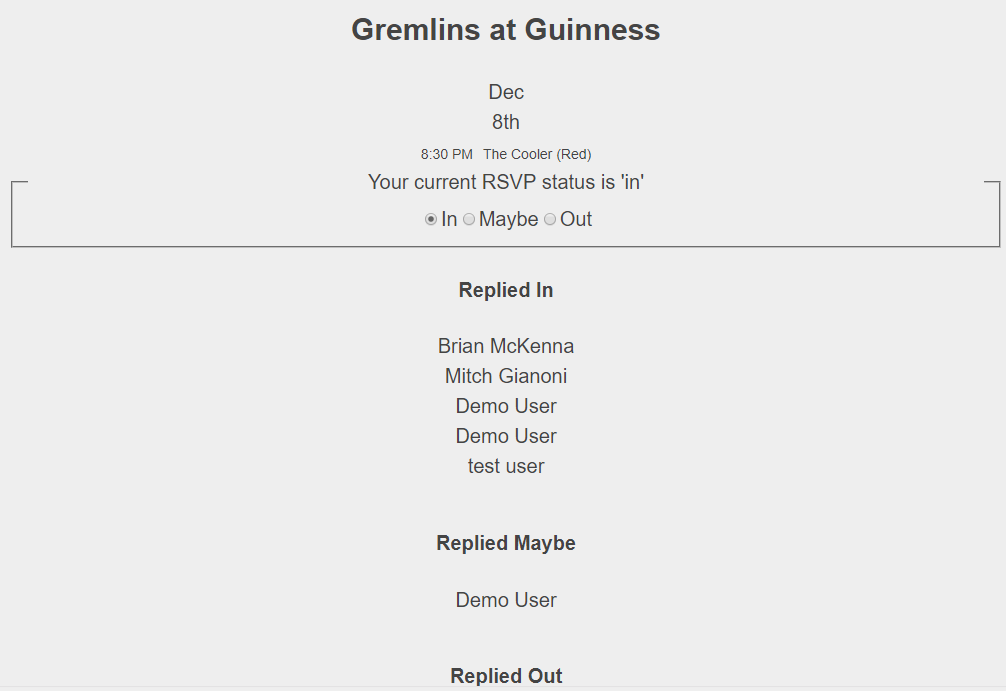 Gremlins at Guinness
Dec
8th
8:30 PM The Cooler (Red)
Your current RSVP status is 'in'
In Maybe Out
Replied In
Brian McKenna
Mitch Gianoni
Demo User
Demo User
test user
Replied Maybe
Demo User
Replied Out